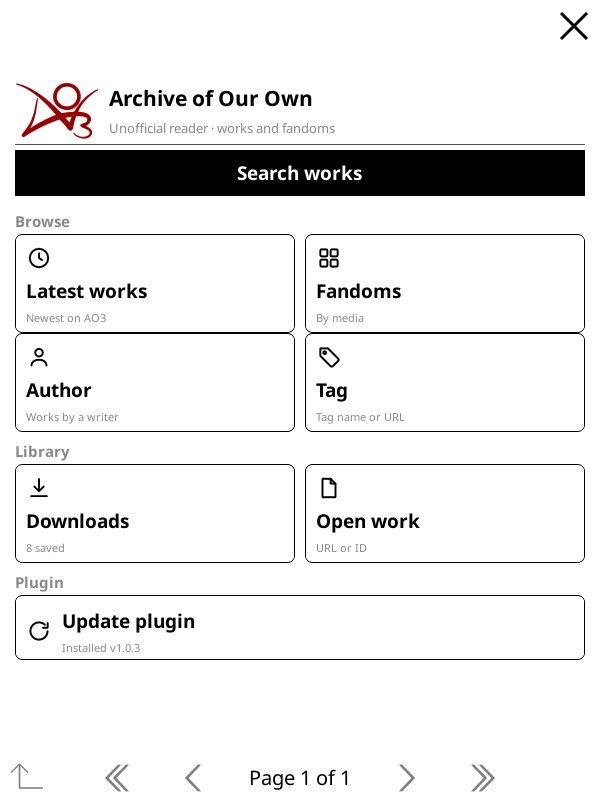 Archive of Our Own
Unofficial reader · works and fandoms
Search works
Browse
Latest works
Newest on AO3
Fandoms
By media
Author
Works by a writer
Tag
Tag name or URL
Library
Downloads
8 saved
Open work
URL or ID
Plugin
Update plugin
Installed v1.0.3
Page 1 of 1